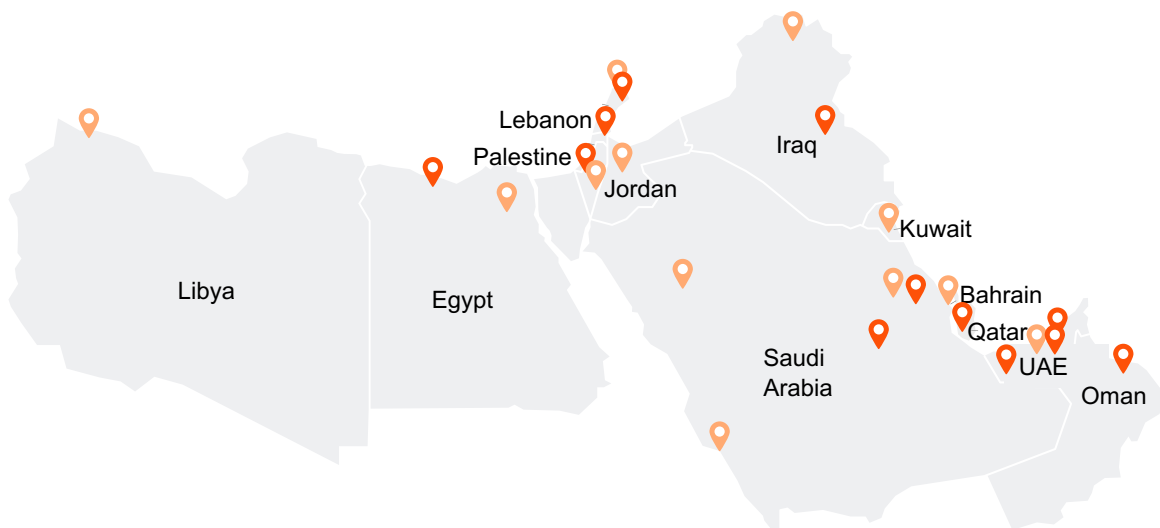 Lebanon
Iraq
Palestine
Jordan
Kuwait
Libya
Egypt
Bahrain
Qatar
Saudi
Arabia
UAE
Oman